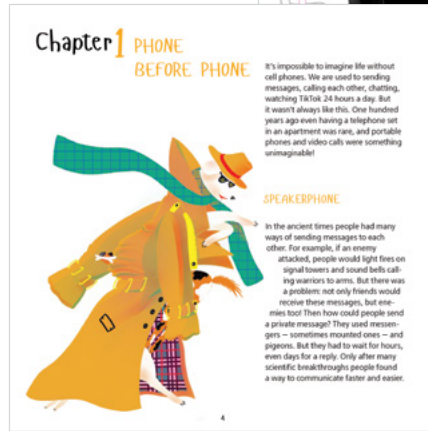 Chapter 1 PHONE
BEFORE PHONE
It's impossible to imagine life without
cell phones. We are used to sending
messages, calling each other, chatting,
watching TikTok 24 hours a day. But
it wasn't always like this. One hundred
years ago even having a telephone set
in an apartment was rare, and portable
phones and video calls were something
unimaginable!
SPEAKERPHONE
In the ancient times people had many
ways of sending messages to each
other. For example, if an enemy
attacked, people would light fires on
signal towers and sound bells call-
ing warriors to arms. But there was
a problem: not only friends would
receive these messages, but ene-
mies too! Then how could people send
a private message? They used messen-
gers – sometimes mounted ones – and
pigeons. But they had to wait for hours,
even days for a reply. Only after many
scientific breakthroughs people found
a way to communicate faster and easier.
4